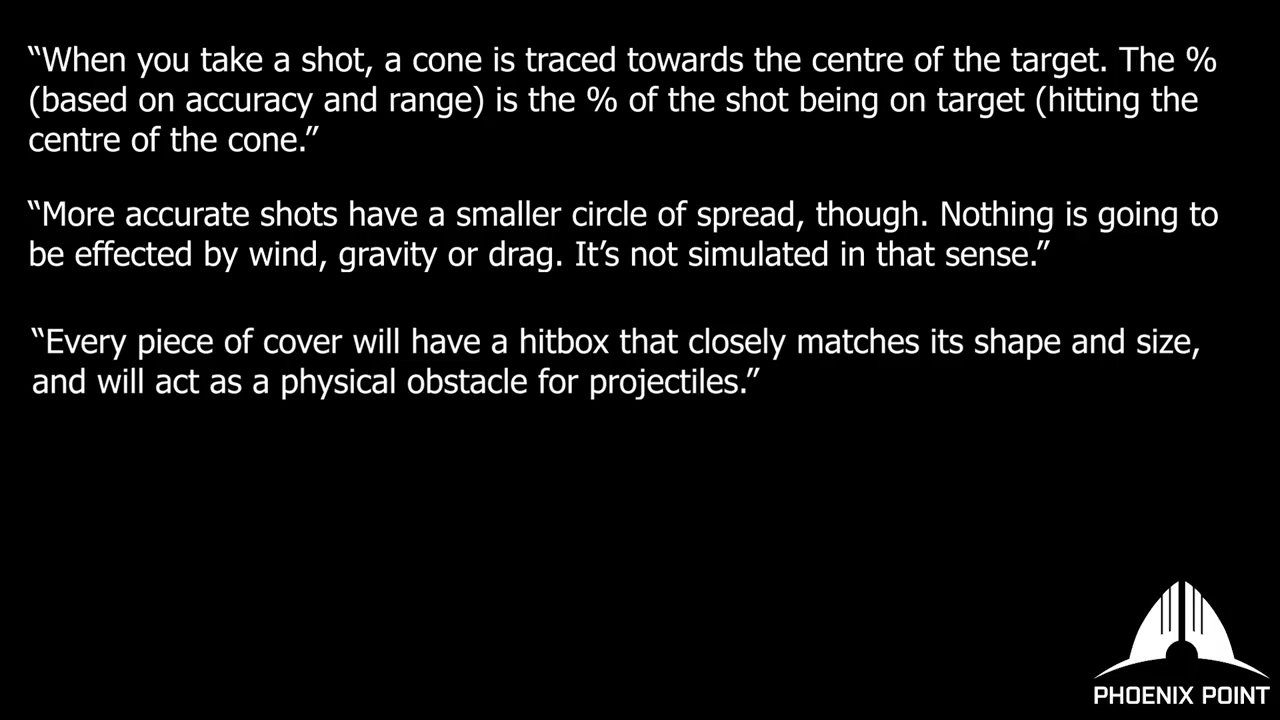 “When you take a shot, a cone is traced towards the centre of the target. The %
(based on accuracy and range) is the % of the shot being on target (hitting the
centre of the cone.”
“More accurate shots have a smaller circle of spread, though. Nothing is going to
be effected by wind, gravity or drag. It’s not simulated in that sense.”
“Every piece of cover will have a hitbox that closely matches its shape and size,
and will act as a physical obstacle for projectiles.”
PHOENIX POINT